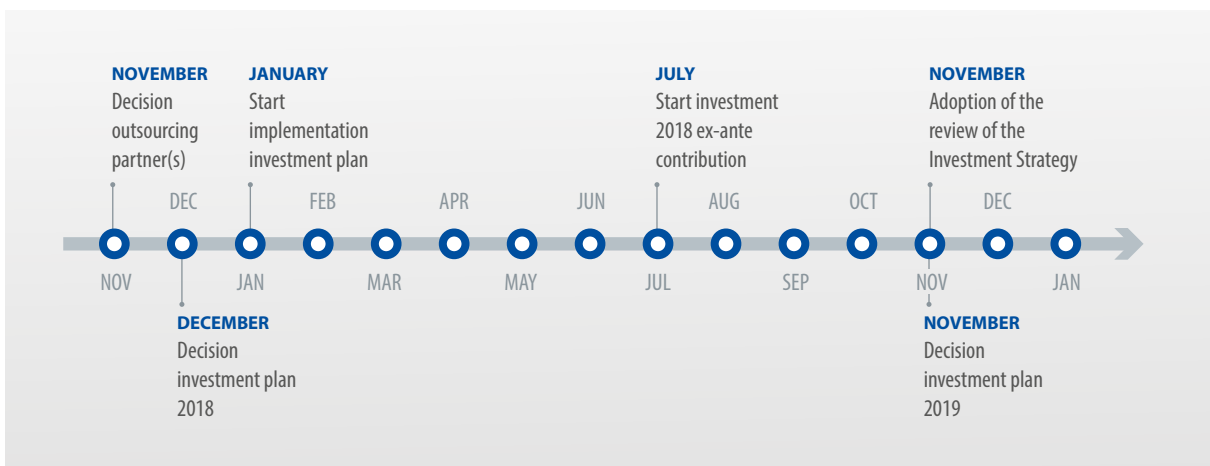 NOVEMBER
Decision
outsourcing
partner(s)
JANUARY
Start
implementation
investment plan
JULY
Start investment
2018 ex-ante
contribution
NOVEMBER
Adoption of the
review of the
Investment Strategy
DEC
FEB
APR
JUN
AUG
OCT
DEC
NOV
JAN
MAR
MAY
JUL
SEP
NOV
JAN
DECEMBER
Decision
investment plan
2018
NOVEMBER
Decision
investment plan
2019